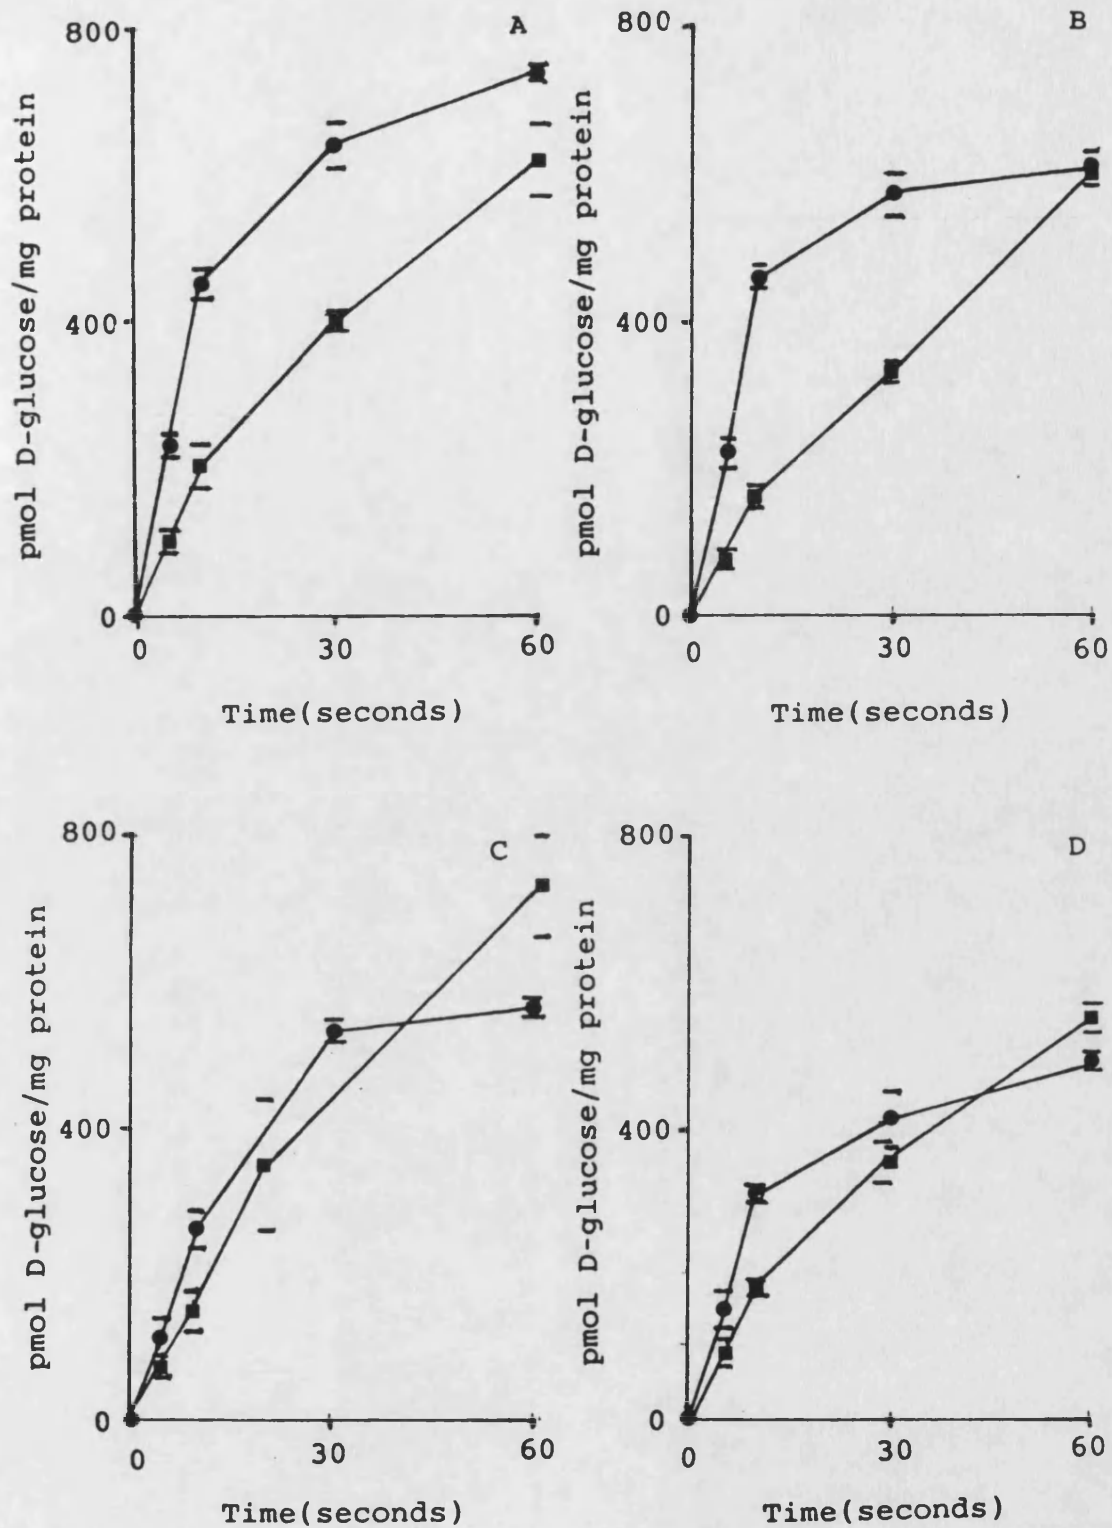 A
800
400
0
0
30
60
pmol D-glucose/mg protein
Time(seconds)
B
800
400
0
0
30
60
pmol D-glucose/mg protein
Time(seconds)
C
800
400
0
0
30
60
pmol D-glucose/mg protein
Time(seconds)
D
800
400
0
0
30
60
pmol D-glucose/mg protein
Time(seconds)